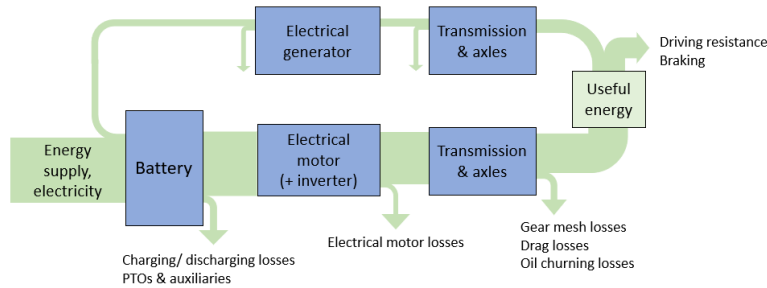 Electrical
generator
Transmission
& axles
Driving resistance
Braking
Useful
energy
Energy
supply,
electricity
Battery
Electrical
motor
(+ inverter)
Transmission
& axles
Charging/ discharging losses
PTOs & auxiliaries
Electrical motor losses
Gear mesh losses
Drag losses
Oil churning losses